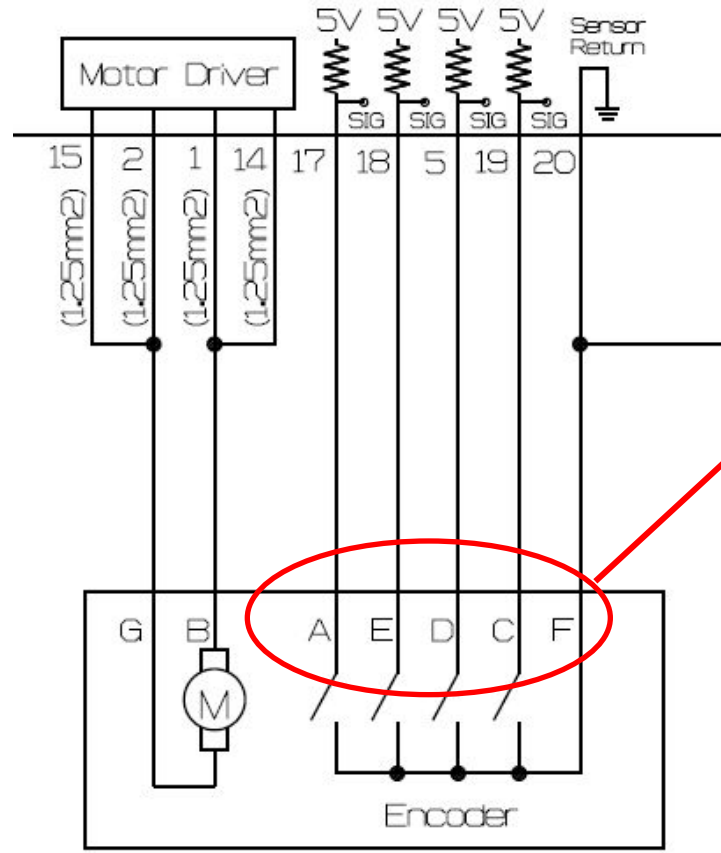 5V 5V 5V 5V
Sensor
Return
Motor Driver
SIG SIG SIG SIG
15 2 1 14 17 18 5 19 20
(1.25mm2) (1.25mm2) (1.25mm2) (1.25mm2)
G B A E D C F
M
Encoder